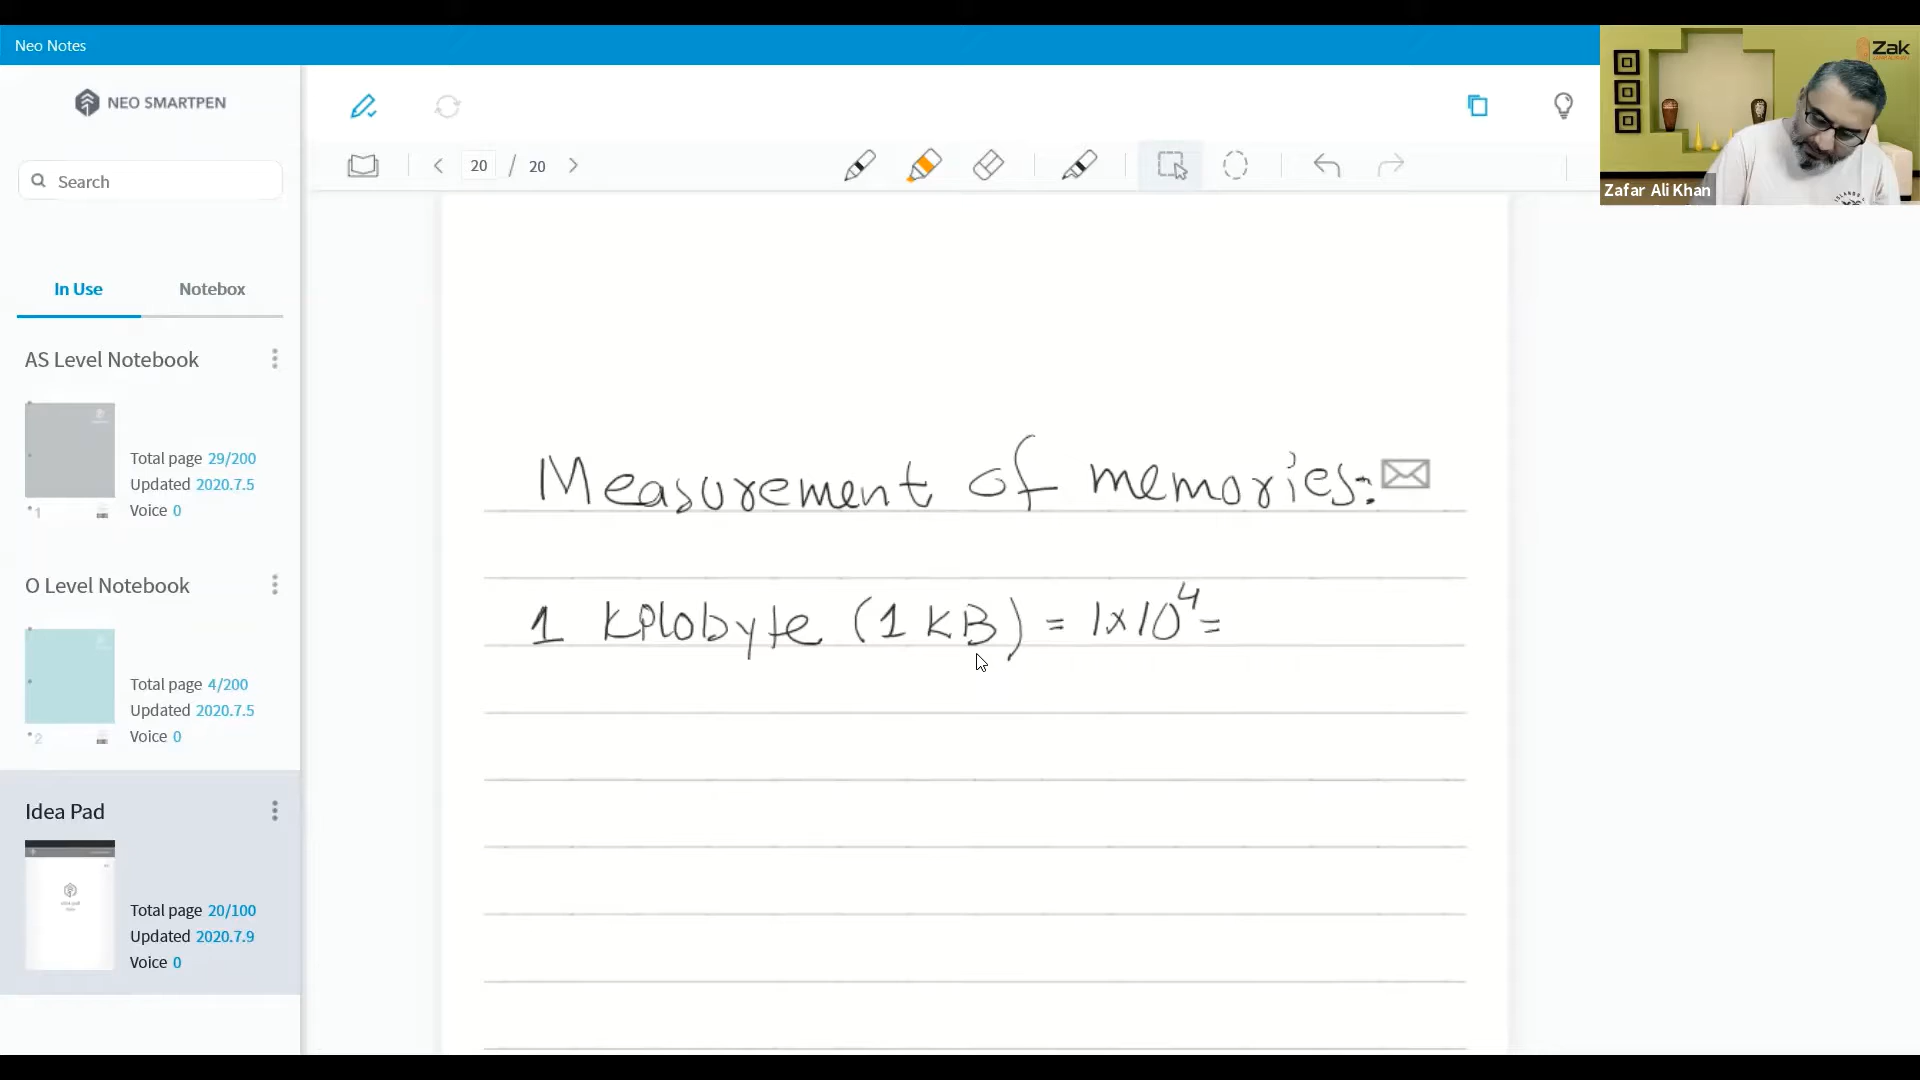 Neo Notes
Zak
NEO SMARTPEN
20 / 20
Zafar Ali Khan
Search
In Use Notebox
AS Level Notebook
Total page 29/200
Updated 2020.7.5
Voice 0
1
O Level Notebook
Total page 4/200
Updated 2020.7.5
Voice 0
2
Idea Pad
Total page 20/100
Updated 2020.7.9
Voice 0
Measurement of memories:
1 kilobyte (1 KB) = 1x10⁴ =